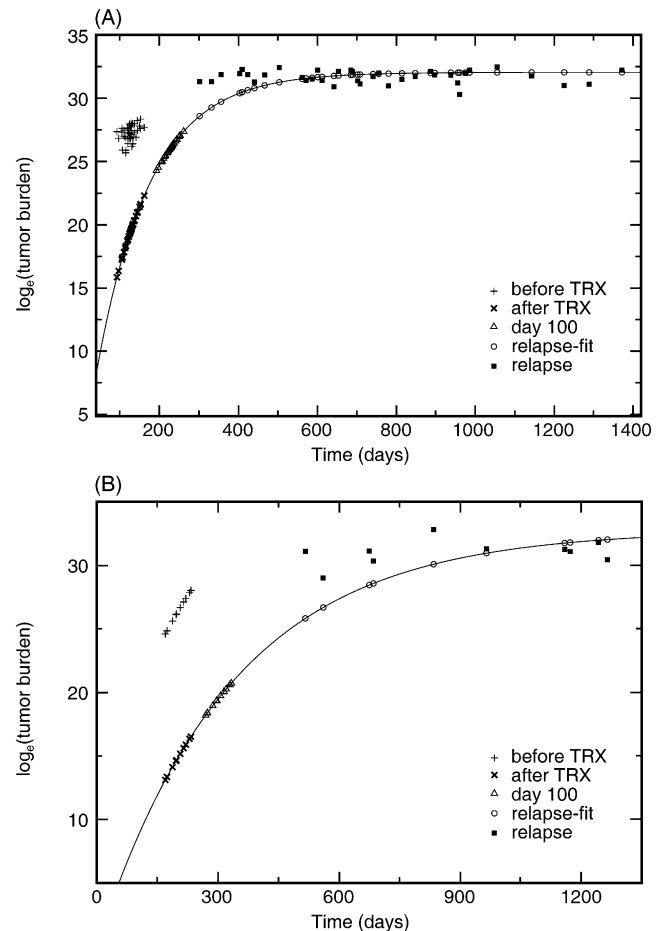 (A)
35
30
25
20
15
10
5
loge(tumor burden)
before TRX
after TRX
day 100
relapse-fit
relapse
200 400 600 800 1000 1200 1400
Time (days)
(B)
30
20
10
loge(tumor burden)
before TRX
after TRX
day 100
relapse-fit
relapse
0 300 600 900 1200
Time (days)